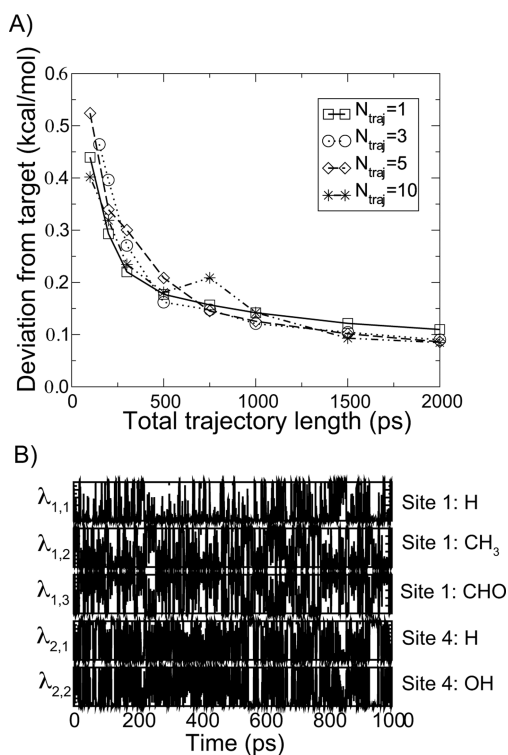 A)
Deviation from target (kcal/mol)
0.6
0.5
0.4
0.3
0.2
0.1
0.0
N_traj=1
N_traj=3
N_traj=5
N_traj=10
0 500 1000 1500 2000
Total trajectory length (ps)
B)
λ1,1 Site 1: H
λ1,2 Site 1: CH3
λ1,3 Site 1: CHO
λ2,1 Site 4: H
λ2,2 Site 4: OH
0 200 400 600 800 1000
Time (ps)